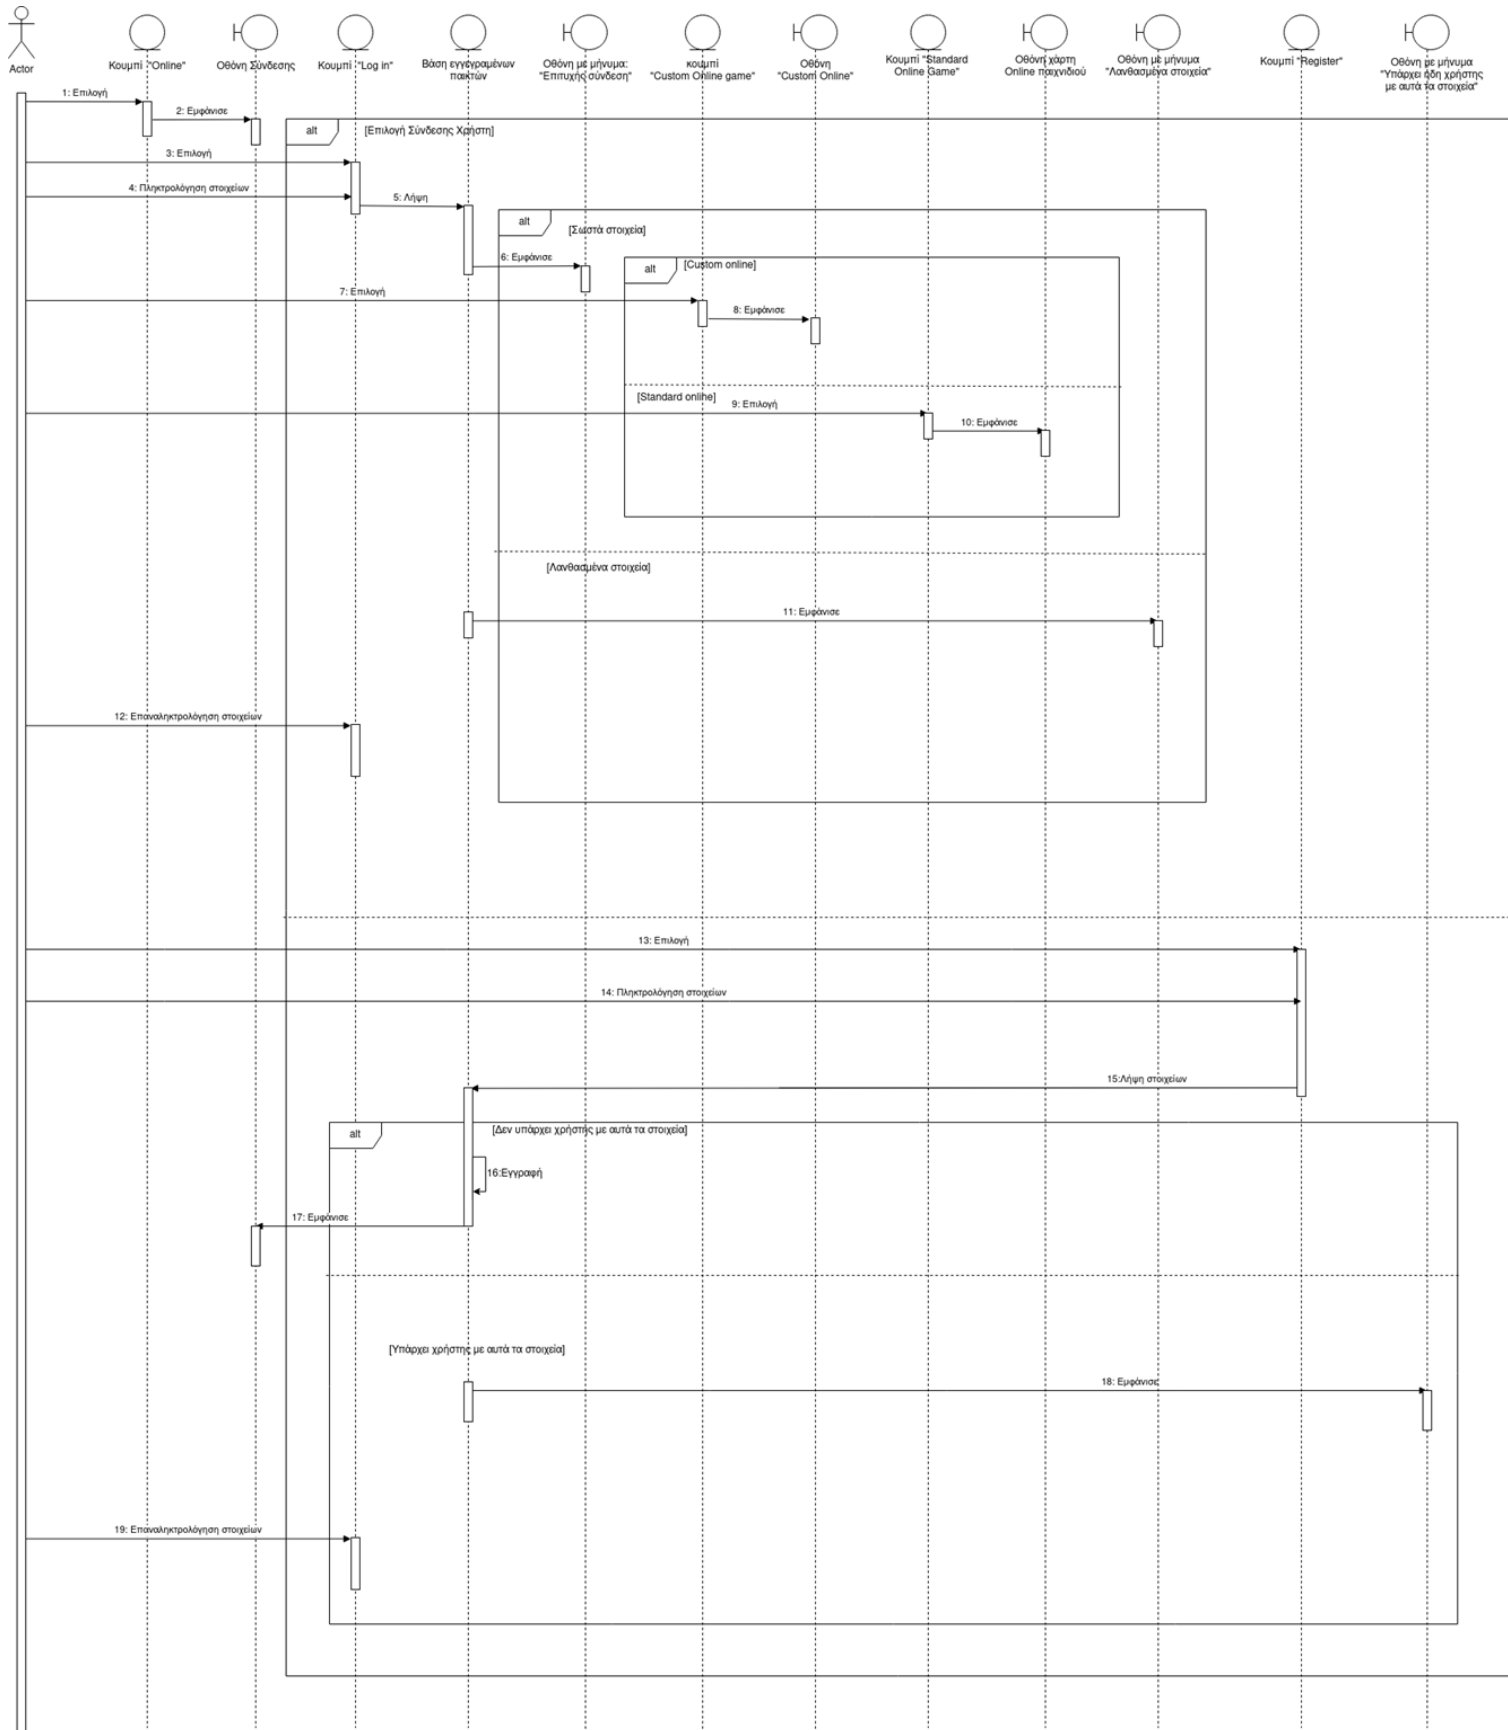 Actor
Κουμπί "Online"
Οθόνη Σύνδεσης
Κουμπί "Log in"
Βάση εγγεγραμένων
παικτών
Οθόνη με μήνυμα:
"Επιτυχής σύνδεση"
κουμπί
"Custom Online game"
Οθόνη
"Custom Online"
Κουμπί "Standard
Online Game"
Οθόνη χάρτη
Online παιχνιδιού
Οθόνη με μήνυμα
"Λανθασμένα στοιχεία"
Κουμπί "Register"
Οθόνη με μήνυμα
"Υπάρχει ήδη χρήστης
με αυτά τα στοιχεία"
1: Επιλογή
2: Εμφάνισε
alt
[Επιλογή Σύνδεσης Χρήστη]
3: Επιλογή
4: Πληκτρολόγηση στοιχείων
5: Λήψη
alt
[Σωστά στοιχεία]
6: Εμφάνισε
alt
[Custom online]
7: Επιλογή
8: Εμφάνισε
[Standard online]
9: Επιλογή
10: Εμφάνισε
[Λανθασμένα στοιχεία]
11: Εμφάνισε
12: Επαναληκτρολόγηση στοιχείων
13: Επιλογή
14: Πληκτρολόγηση στοιχείων
15:Λήψη στοιχείων
alt
[Δεν υπάρχει χρήστης με αυτά τα στοιχεία]
16:Εγγραφή
17: Εμφάνισε
[Υπάρχει χρήστης με αυτά τα στοιχεία]
18: Εμφάνισε
19: Επαναληκτρολόγηση στοιχείων